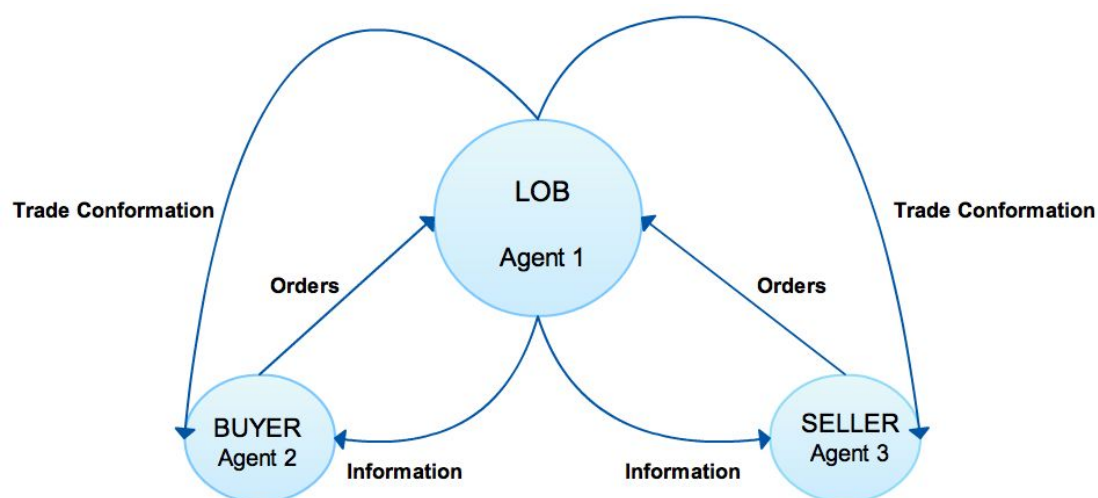 LOB
Agent 1
Trade Conformation
Trade Conformation
Orders
Orders
BUYER
Agent 2
SELLER
Agent 3
Information
Information